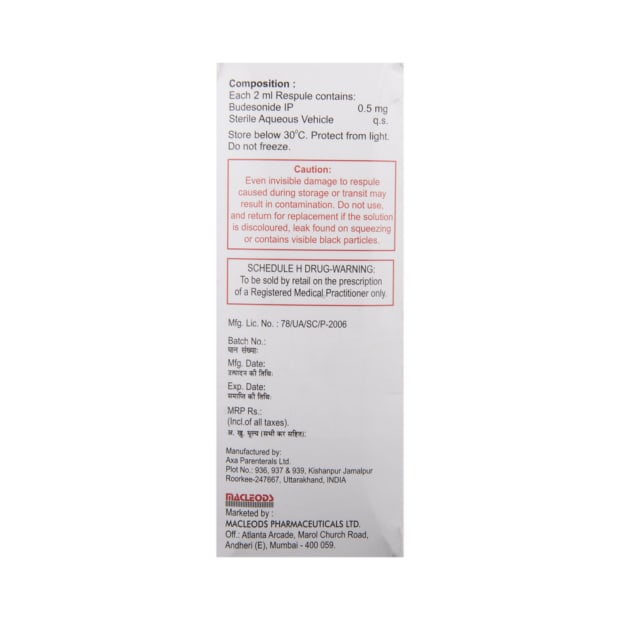 Composition :
Each 2 ml Respule contains:
Budesonide IP 0.5 mg
Sterile Aqueous Vehicle q.s.
Store below 30°C. Protect from light.
Do not freeze.
Caution:
Even invisible damage to respule
caused during storage or transit may
result in contamination. Do not use,
and return for replacement if the solution
is discoloured, leak found on squeezing
or contains visible black particles.
SCHEDULE H DRUG-WARNING:
To be sold by retail on the prescription
of a Registered Medical Practitioner only.
Mfg. Lic. No. : 78/UA/SC/P-2006
Batch No.:
घान संख्या:
Mfg. Date:
उत्पादन की तिथि:
Exp. Date:
समाप्ति की तिथि:
MRP Rs.:
(Incl.of all taxes).
अ. खु. मूल्य (सभी कर सहित):
Manufactured by:
Axa Parenterals Ltd.
Plot No.: 936, 937 & 939, Kishanpur Jamalpur
Roorkee-247667, Uttarakhand, INDIA
MACLEODS
Marketed by :
MACLEODS PHARMACEUTICALS LTD.
Off.: Atlanta Arcade, Marol Church Road,
Andheri (E), Mumbai - 400 059.